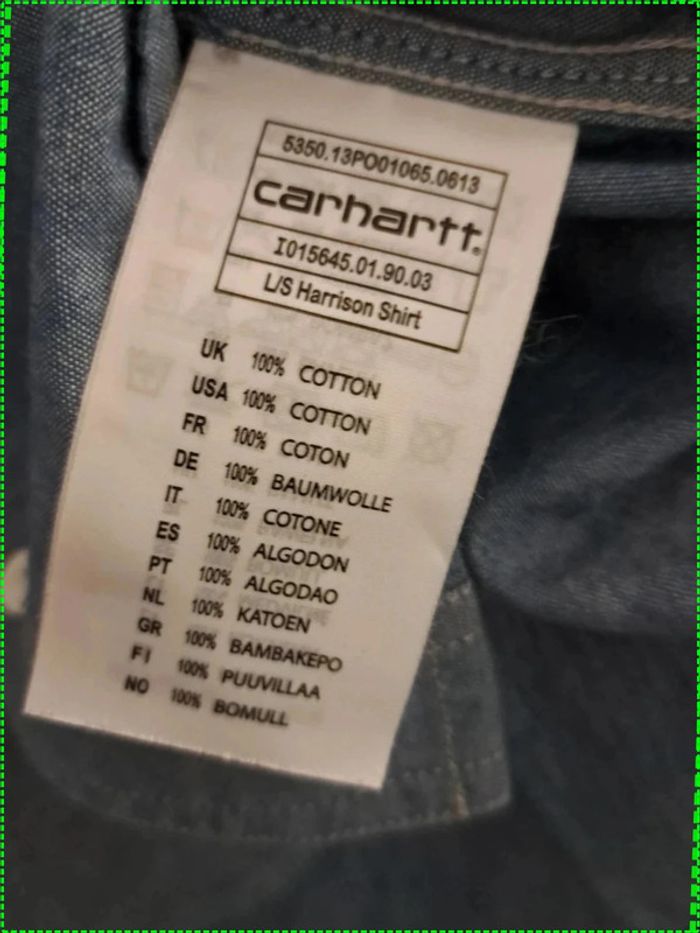 5350.13PO01065.0613
carhartt®
I015645.01.90.03
L/S Harrison Shirt
UK 100% COTTON
USA 100% COTTON
FR 100% COTON
DE 100% BAUMWOLLE
IT 100% COTONE
ES 100% ALGODON
PT 100% ALGODAO
NL 100% KATOEN
GR 100% BAMBAKEPO
FI 100% PUUVILLAA
NO 100% BOMULL